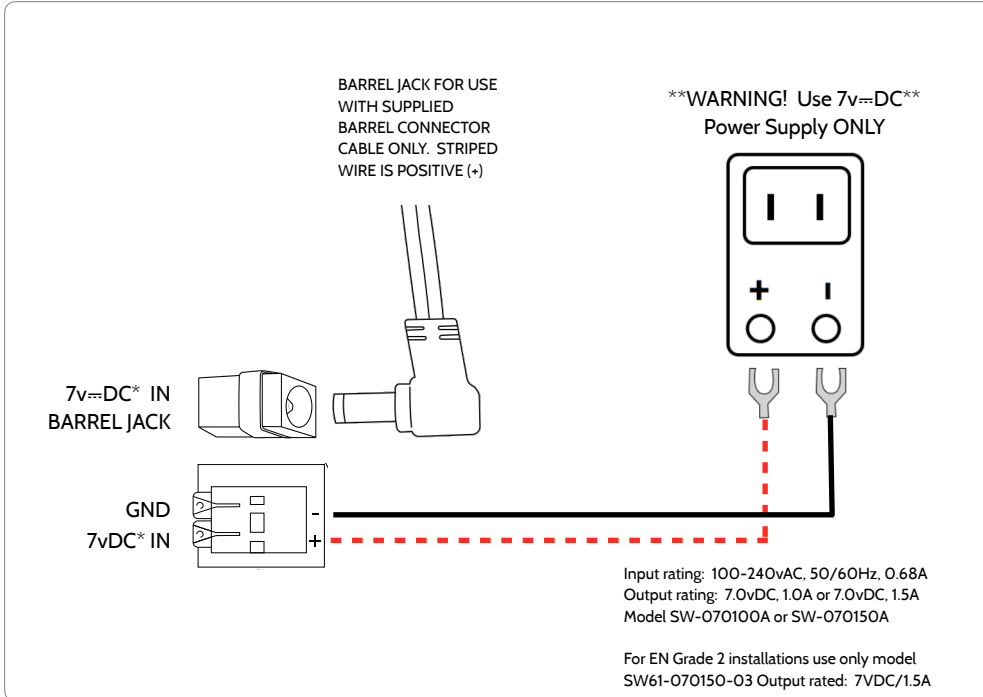 BARREL JACK FOR USE
WITH SUPPLIED
BARREL CONNECTOR
CABLE ONLY. STRIPED
WIRE IS POSITIVE (+)
**WARNING! Use 7v⎓DC**
Power Supply ONLY
+ -
7v⎓DC* IN
BARREL JACK
GND
-
7vDC* IN
+
Input rating: 100-240vAC, 50/60Hz, 0.68A
Output rating: 7.0vDC, 1.0A or 7.0vDC, 1.5A
Model SW-070100A or SW-070150A
For EN Grade 2 installations use only model
SW61-070150-03 Output rated: 7VDC/1.5A